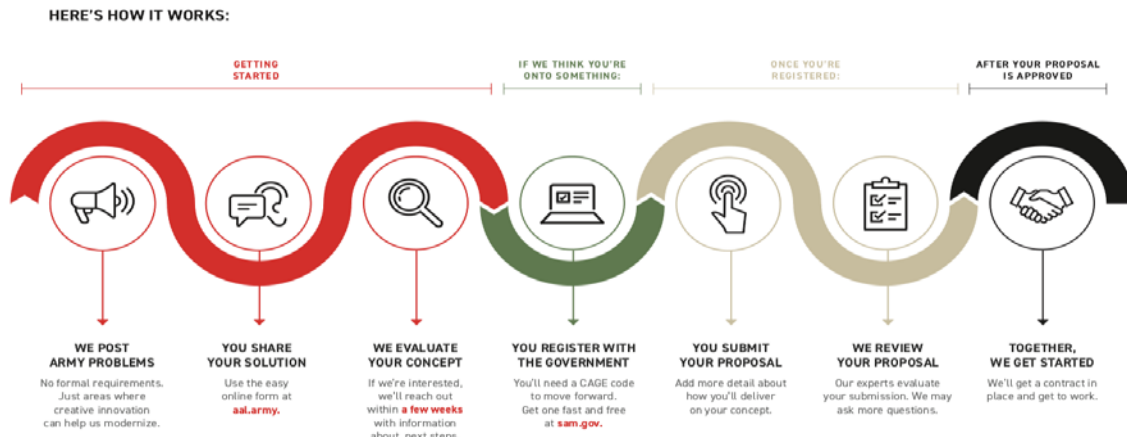 HERE'S HOW IT WORKS:
GETTING
STARTED
IF WE THINK YOU'RE
ONTO SOMETHING:
ONCE YOU'RE
REGISTERED:
AFTER YOUR PROPOSAL
IS APPROVED
WE POST
ARMY PROBLEMS
No formal requirements.
Just areas where
creative innovation
can help us modernize.
YOU SHARE
YOUR SOLUTION
Use the easy
online form at
aal.army.
WE EVALUATE
YOUR CONCEPT
If we're interested,
we'll reach out
within a few weeks
with information
about next steps
YOU REGISTER WITH
THE GOVERNMENT
You'll need a CAGE code
to move forward.
Get one fast and free
at sam.gov.
YOU SUBMIT
YOUR PROPOSAL
Add more detail about
how you'll deliver
on your concept.
WE REVIEW
YOUR PROPOSAL
Our experts evaluate
your submission. We may
ask more questions.
TOGETHER,
WE GET STARTED
We'll get a contract in
place and get to work.